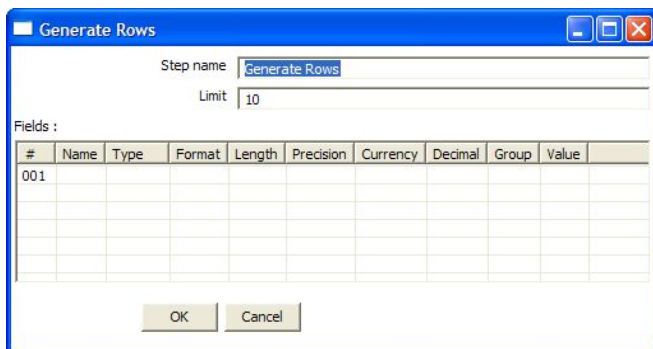 Generate Rows
Step name Generate Rows
Limit 10
Fields :
# Name Type Format Length Precision Currency Decimal Group Value
001
OK Cancel